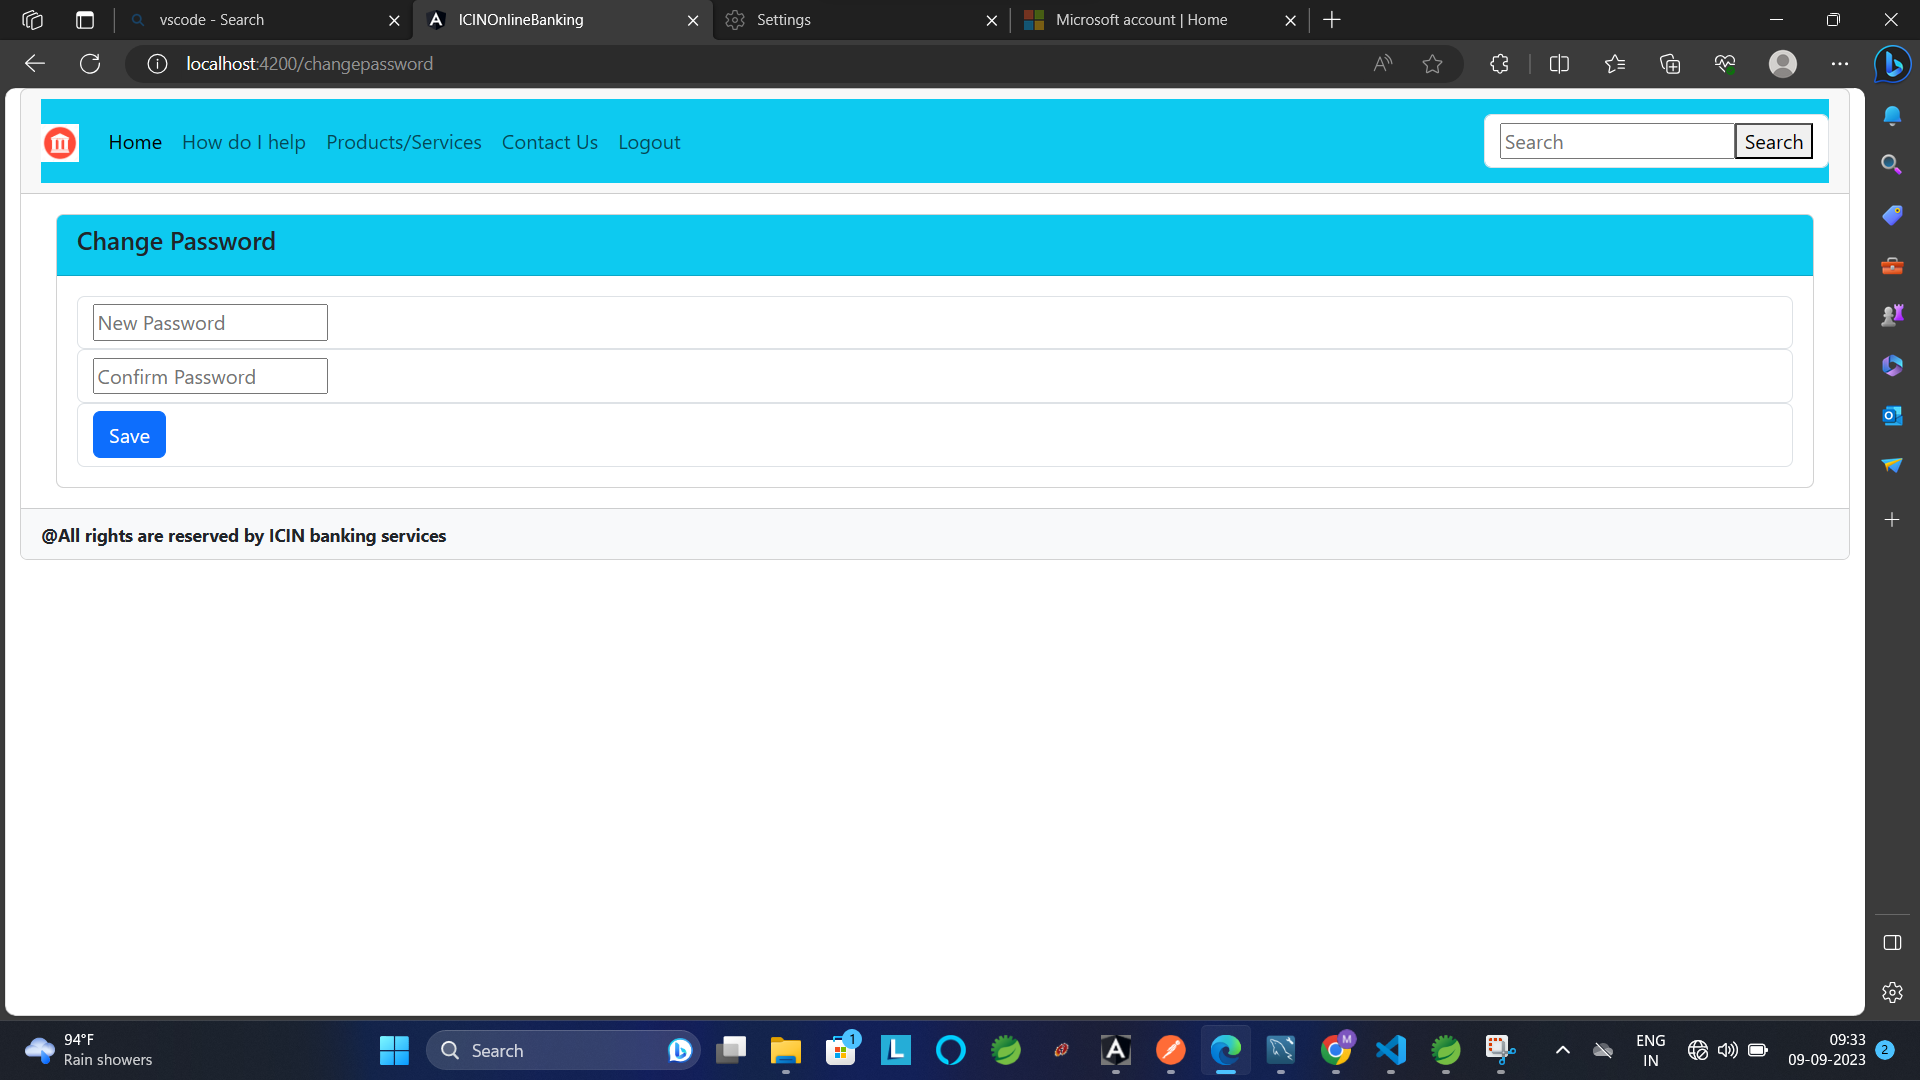 vscode - Search
ICINOnlineBanking
Settings
Microsoft account | Home
localhost:4200/changepassword
Home How do I help Products/Services Contact Us Logout
Search Search
Change Password
New Password
Confirm Password
Save
@All rights are reserved by ICIN banking services
94°F
Rain showers
Search
1
L
M
ENG
IN
09:33
09-09-2023
2